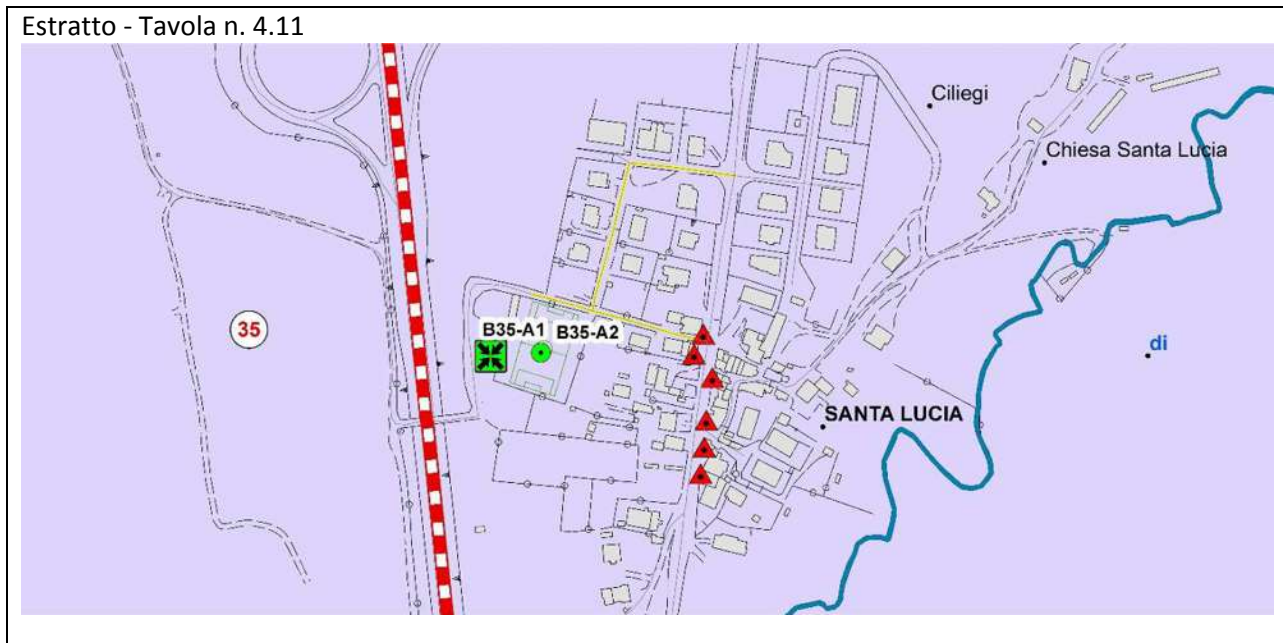 Estratto - Tavola n. 4.11
Ciliegi
Chiesa Santa Lucia
35
B35-A1 B35-A2
di
SANTA LUCIA